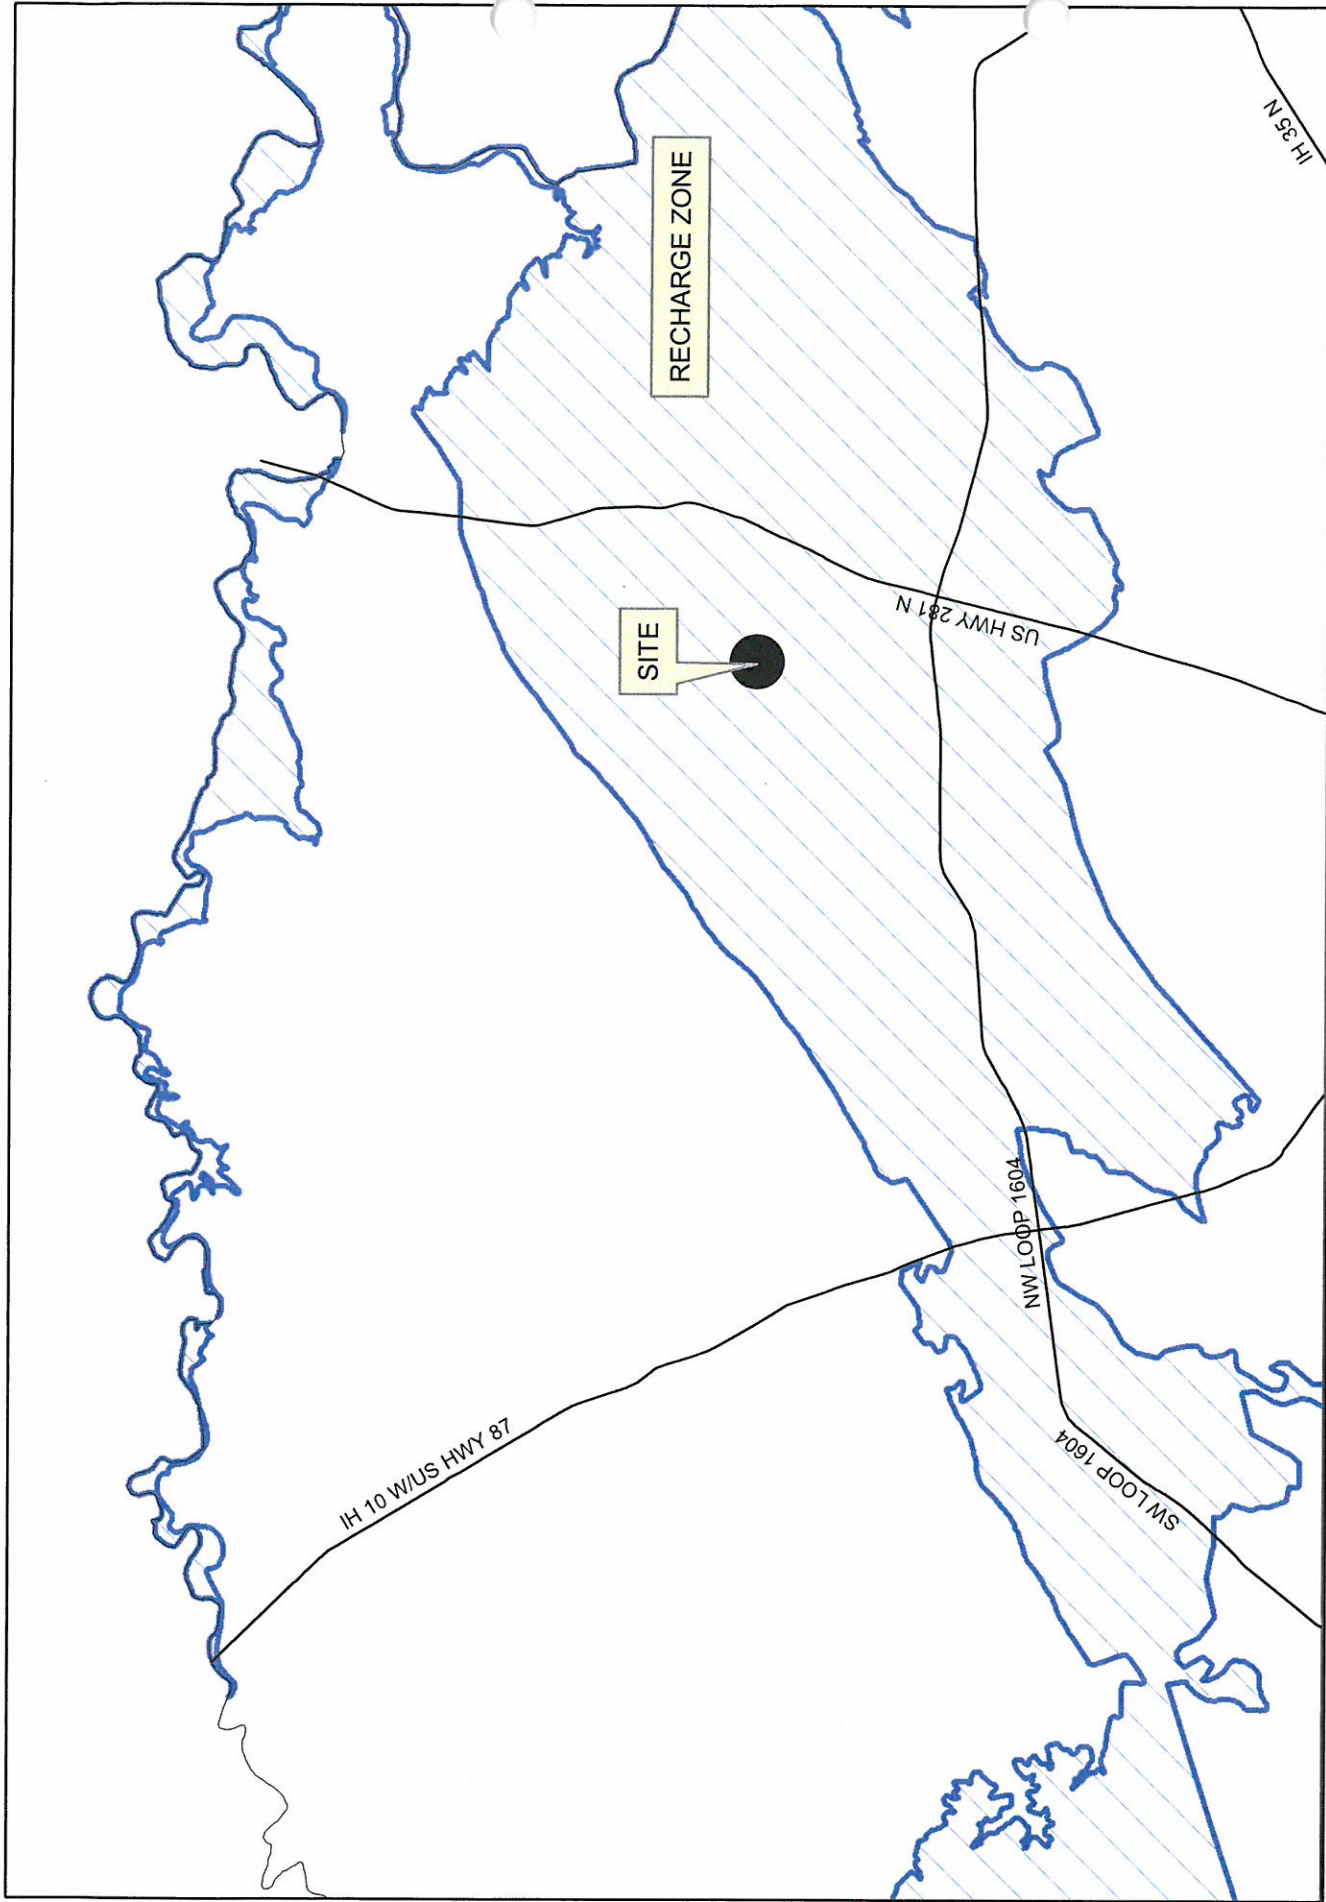 IH 10 W/US HWY 87
SITE
RECHARGE ZONE
US HWY 281 N
NW LOOP 1604
SW LOOP 1604
IH 35 N